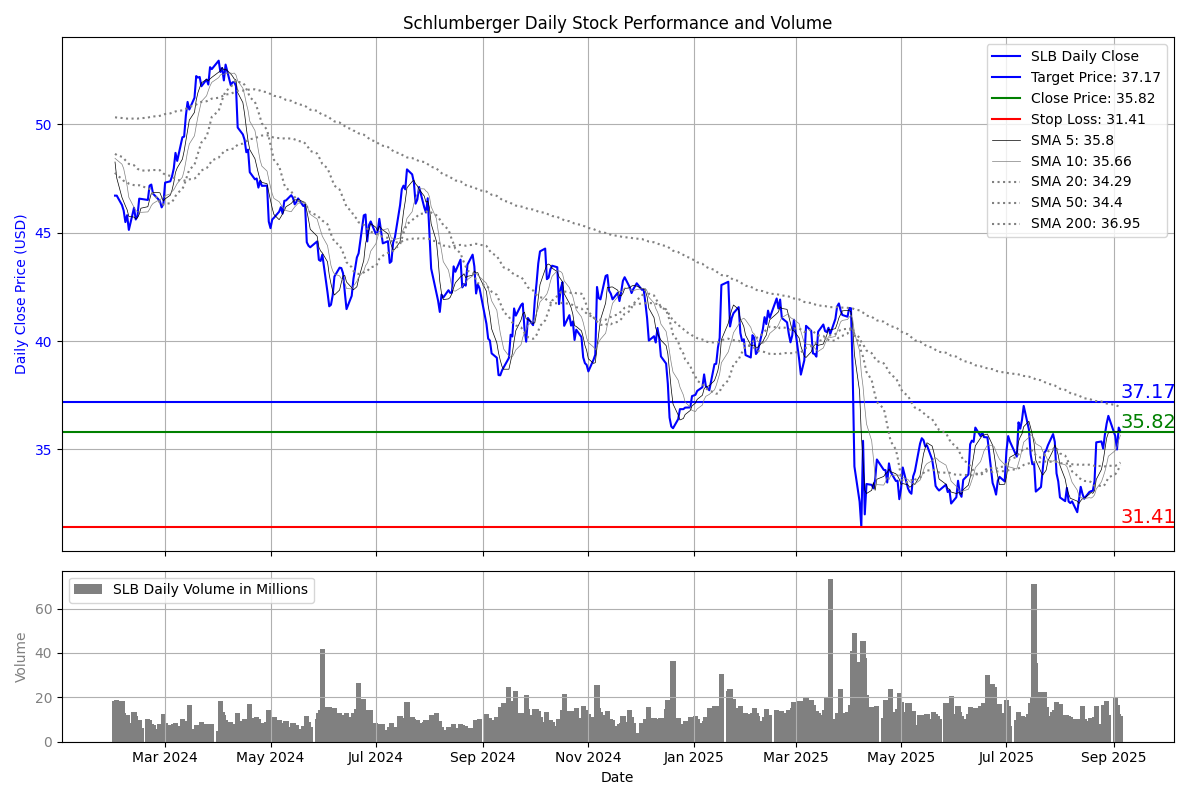 Schlumberger Daily Stock Performance and Volume
Daily Close Price (USD)
50
45
40
35
SLB Daily Close
Target Price: 37.17
Close Price: 35.82
Stop Loss: 31.41
SMA 5: 35.8
SMA 10: 35.66
SMA 20: 34.29
SMA 50: 34.4
SMA 200: 36.95
37.17
35.82
31.41
SLB Daily Volume in Millions
Volume
60
40
20
0
Mar 2024 May 2024 Jul 2024 Sep 2024 Nov 2024 Jan 2025 Mar 2025 May 2025 Jul 2025 Sep 2025
Date